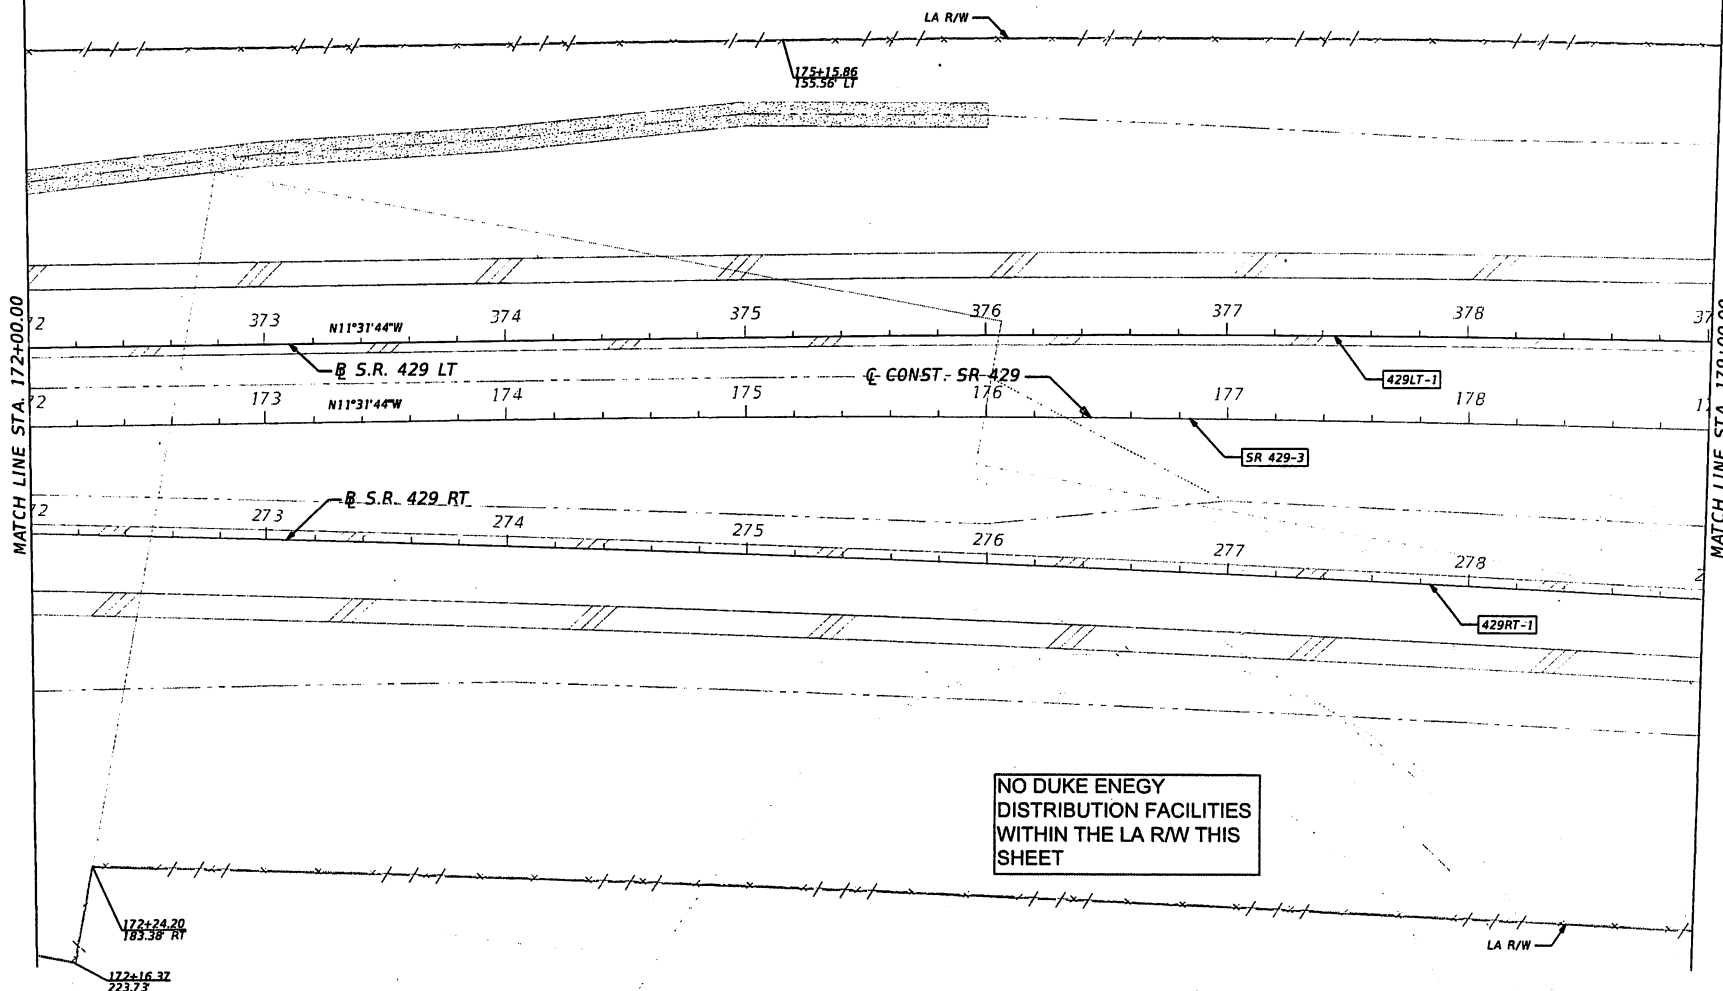 LA R/W
175+15.86
155.56' LT
MATCH LINE STA. 172+00.00
373
374
375
376
377
378
N11°31'44"W
℄ S.R. 429 LT
℄ CONST. SR 429
429LT-1
173
174
175
176
177
178
N11°31'44"W
SR 429-3
℄ S.R. 429 RT
273
274
275
276
277
278
429RT-1
NO DUKE ENEGY
DISTRIBUTION FACILITIES
WITHIN THE LA R/W THIS
SHEET
172+24.20
183.38' RT
172+16.37
223.73'
LA R/W
MATCH LINE STA.